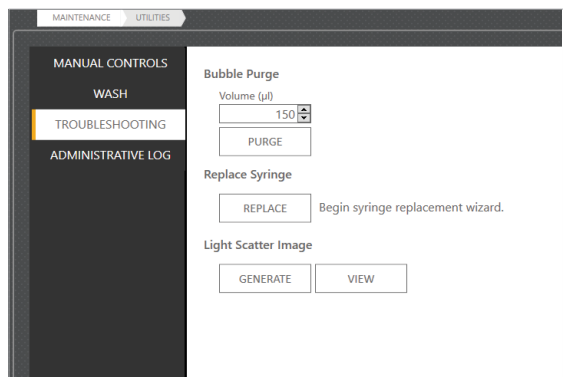 MAINTENANCE UTILITIES
MANUAL CONTROLS
WASH
TROUBLESHOOTING
ADMINISTRATIVE LOG
Bubble Purge
Volume (µl)
150
PURGE
Replace Syringe
REPLACE Begin syringe replacement wizard.
Light Scatter Image
GENERATE VIEW